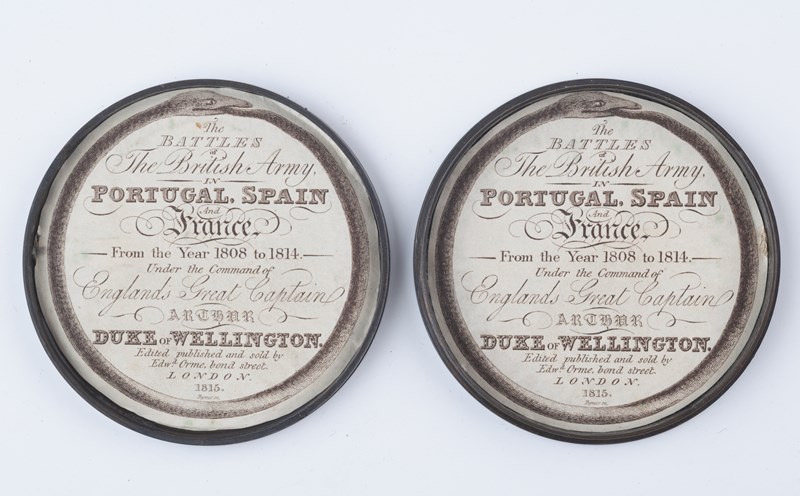 The
BATTLES
of
The British Army,
IN
PORTUGAL, SPAIN
And
France,
From the Year 1808 to 1814.
Under the Command of
England's Great Captain
ARTHUR
DUKE OF WELLINGTON.
Edited published and sold by
Edwd. Orme, bond street.
LONDON.
1815.
The
BATTLES
of
The British Army,
IN
PORTUGAL, SPAIN
And
France,
From the Year 1808 to 1814.
Under the Command of
England's Great Captain
ARTHUR
DUKE OF WELLINGTON.
Edited published and sold by
Edwd. Orme, bond street.
LONDON.
1815.